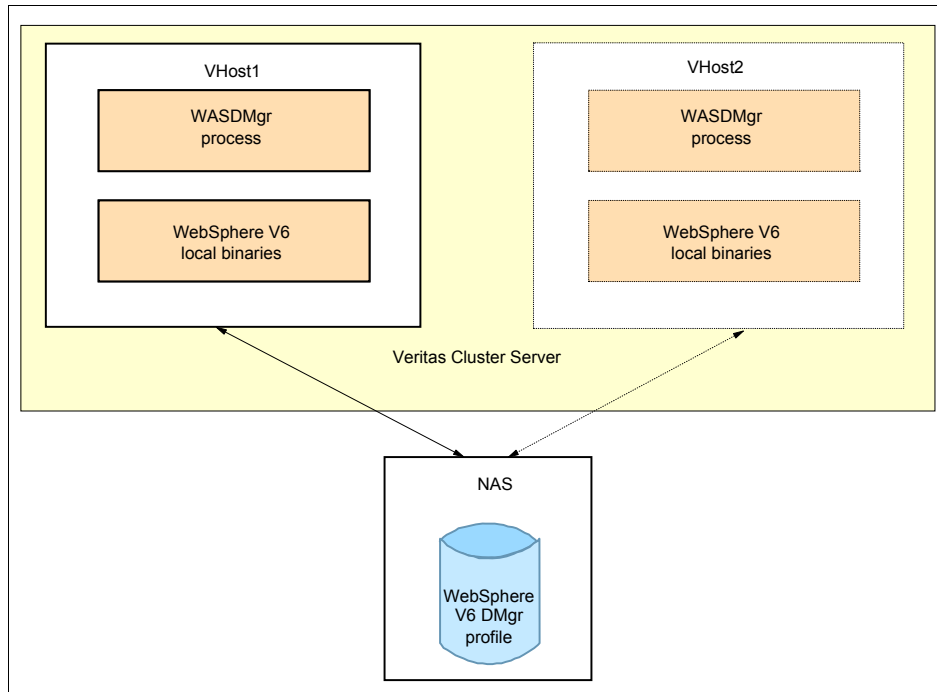 VHost1
WASDMgr
process
WebSphere V6
local binaries
VHost2
WASDMgr
process
WebSphere V6
local binaries
Veritas Cluster Server
NAS
WebSphere
V6 DMgr
profile